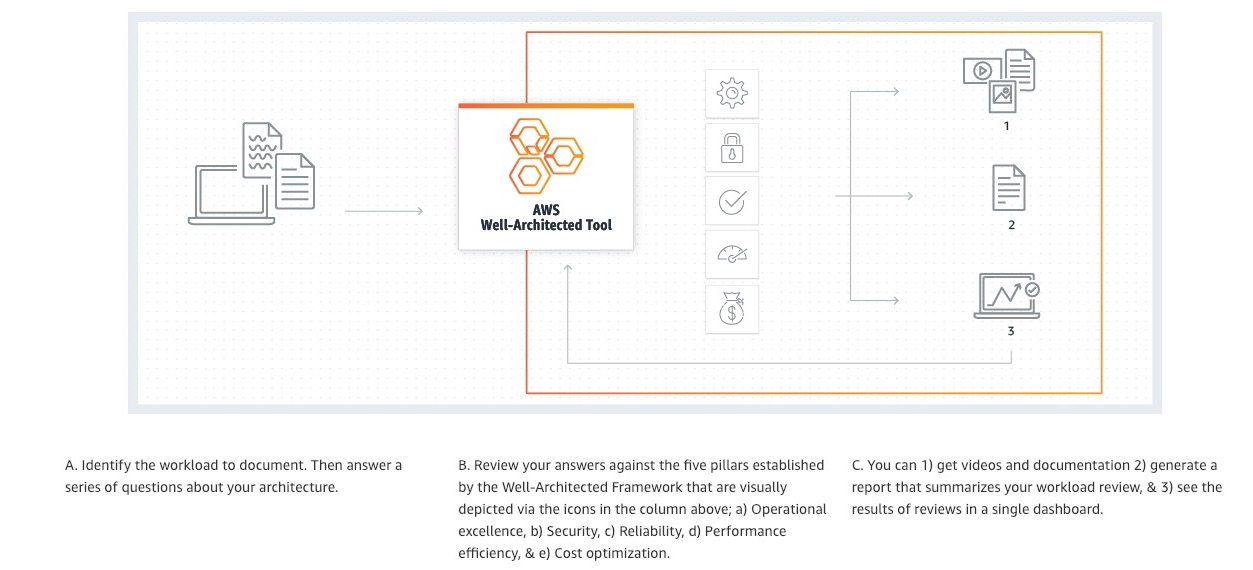 AWS
Well-Architected Tool
1
2
3
$
A. Identify the workload to document. Then answer a
series of questions about your architecture.
B. Review your answers against the five pillars established
by the Well-Architected Framework that are visually
depicted via the icons in the column above; a) Operational
excellence, b) Security, c) Reliability, d) Performance
efficiency, & e) Cost optimization.
C. You can 1) get videos and documentation 2) generate a
report that summarizes your workload review, & 3) see the
results of reviews in a single dashboard.